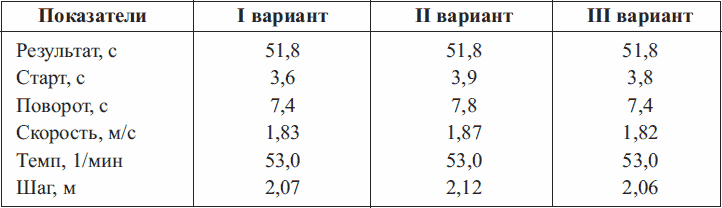 Показатели I вариант II вариант III вариант
Результат, с 51,8 51,8 51,8
Старт, с 3,6 3,9 3,8
Поворот, с 7,4 7,8 7,4
Скорость, м/с 1,83 1,87 1,82
Темп, 1/мин 53,0 53,0 53,0
Шаг, м 2,07 2,12 2,06